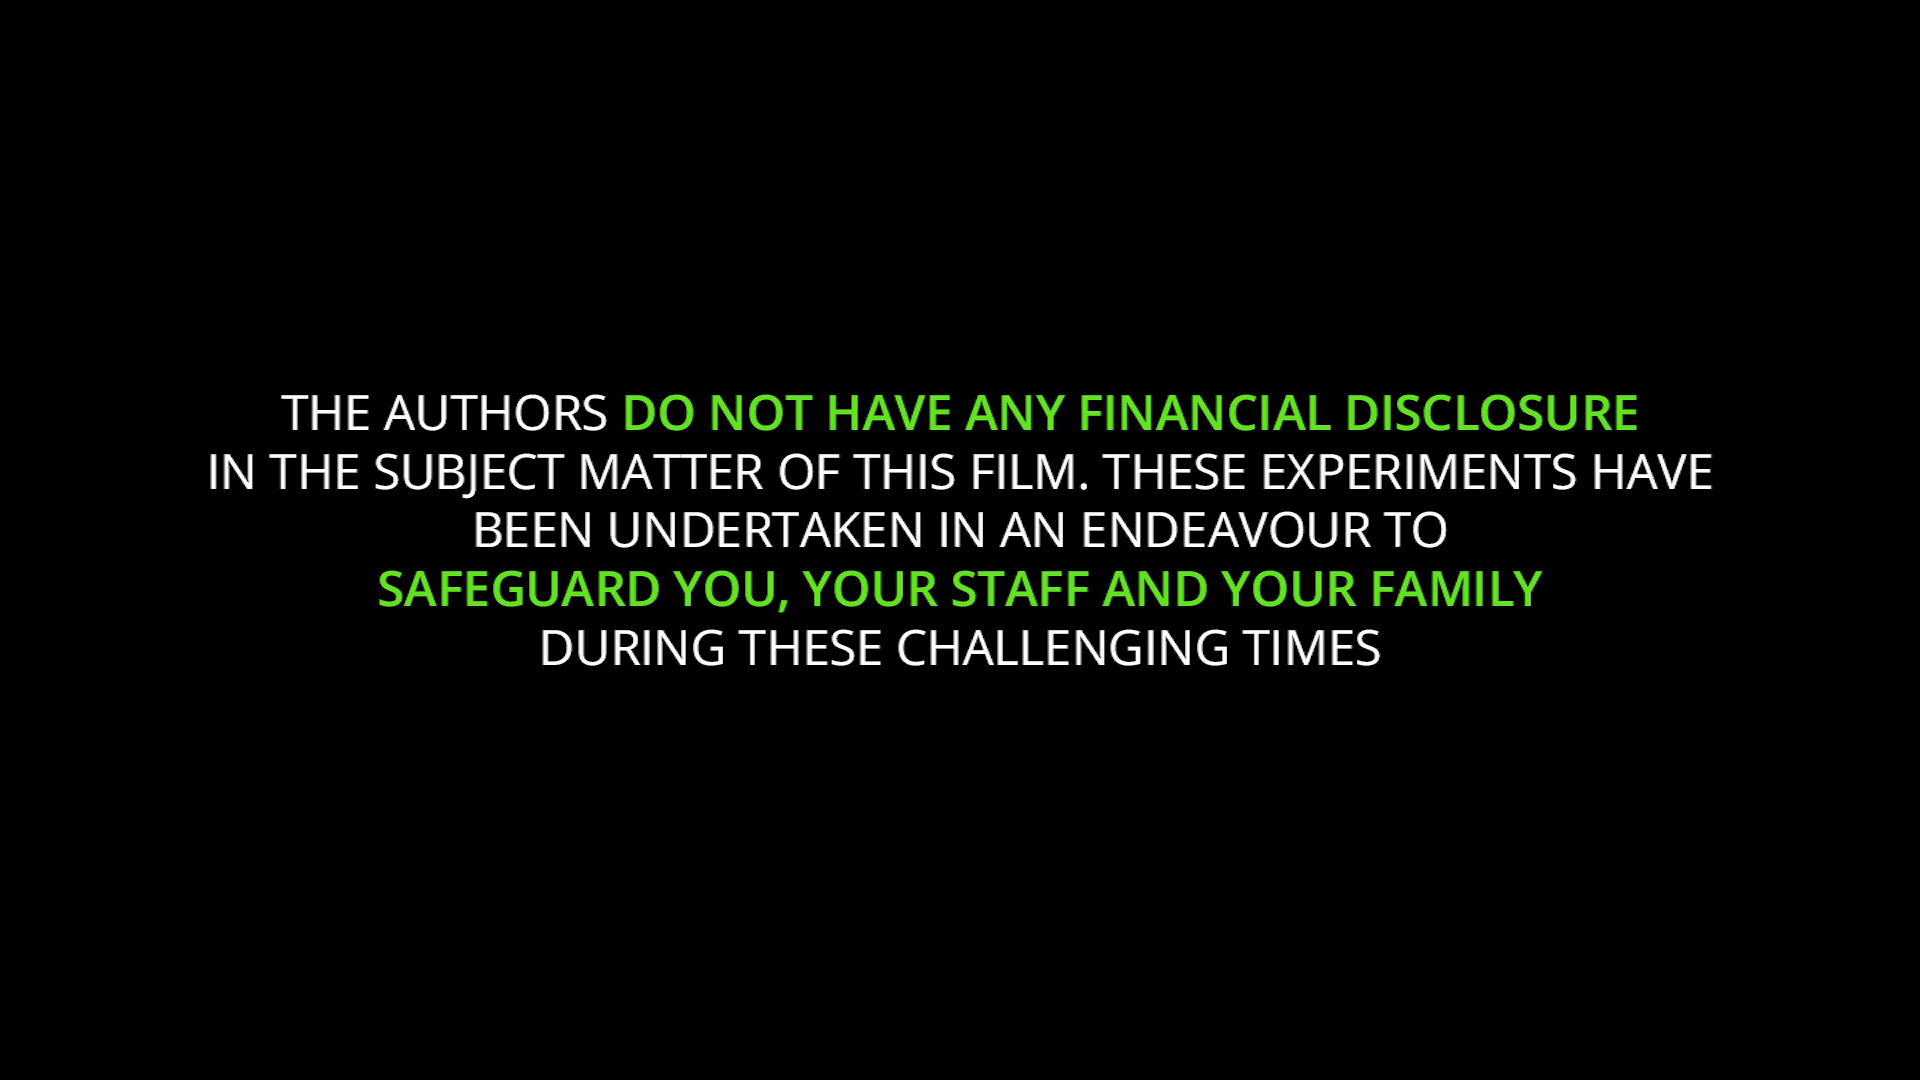 THE AUTHORS DO NOT HAVE ANY FINANCIAL DISCLOSURE
IN THE SUBJECT MATTER OF THIS FILM. THESE EXPERIMENTS HAVE
BEEN UNDERTAKEN IN AN ENDEAVOUR TO
SAFEGUARD YOU, YOUR STAFF AND YOUR FAMILY
DURING THESE CHALLENGING TIMES